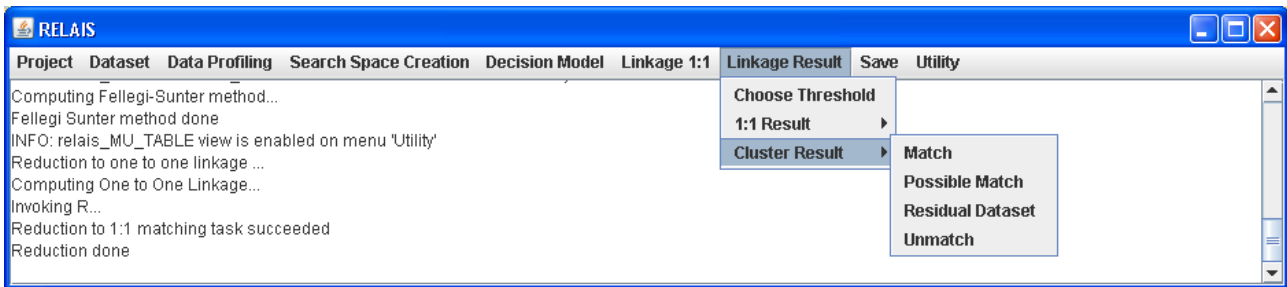 RELAIS
Project Dataset Data Profiling Search Space Creation Decision Model Linkage 1:1 Linkage Result Save Utility
Computing Fellegi-Sunter method...
Fellegi Sunter method done
INFO: relais_MU_TABLE view is enabled on menu 'Utility'
Reduction to one to one linkage ...
Computing One to One Linkage...
Invoking R...
Reduction to 1:1 matching task succeeded
Reduction done
Choose Threshold
1:1 Result
Cluster Result
Match
Possible Match
Residual Dataset
Unmatch